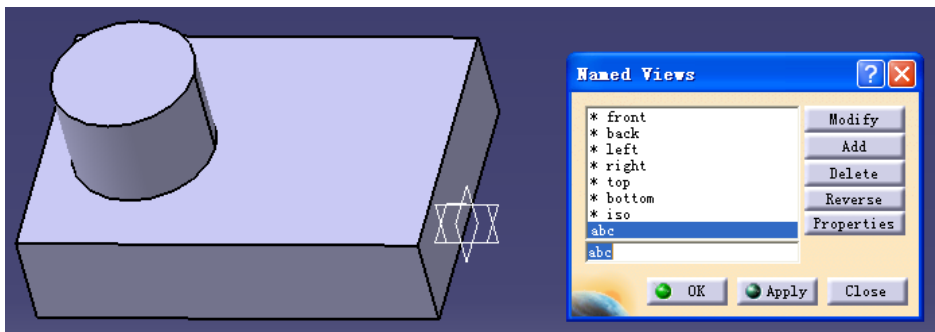 Named Views
?
* front
* back
* left
* right
* top
* bottom
* iso
abc
abc
Modify
Add
Delete
Reverse
Properties
OK
Apply
Close